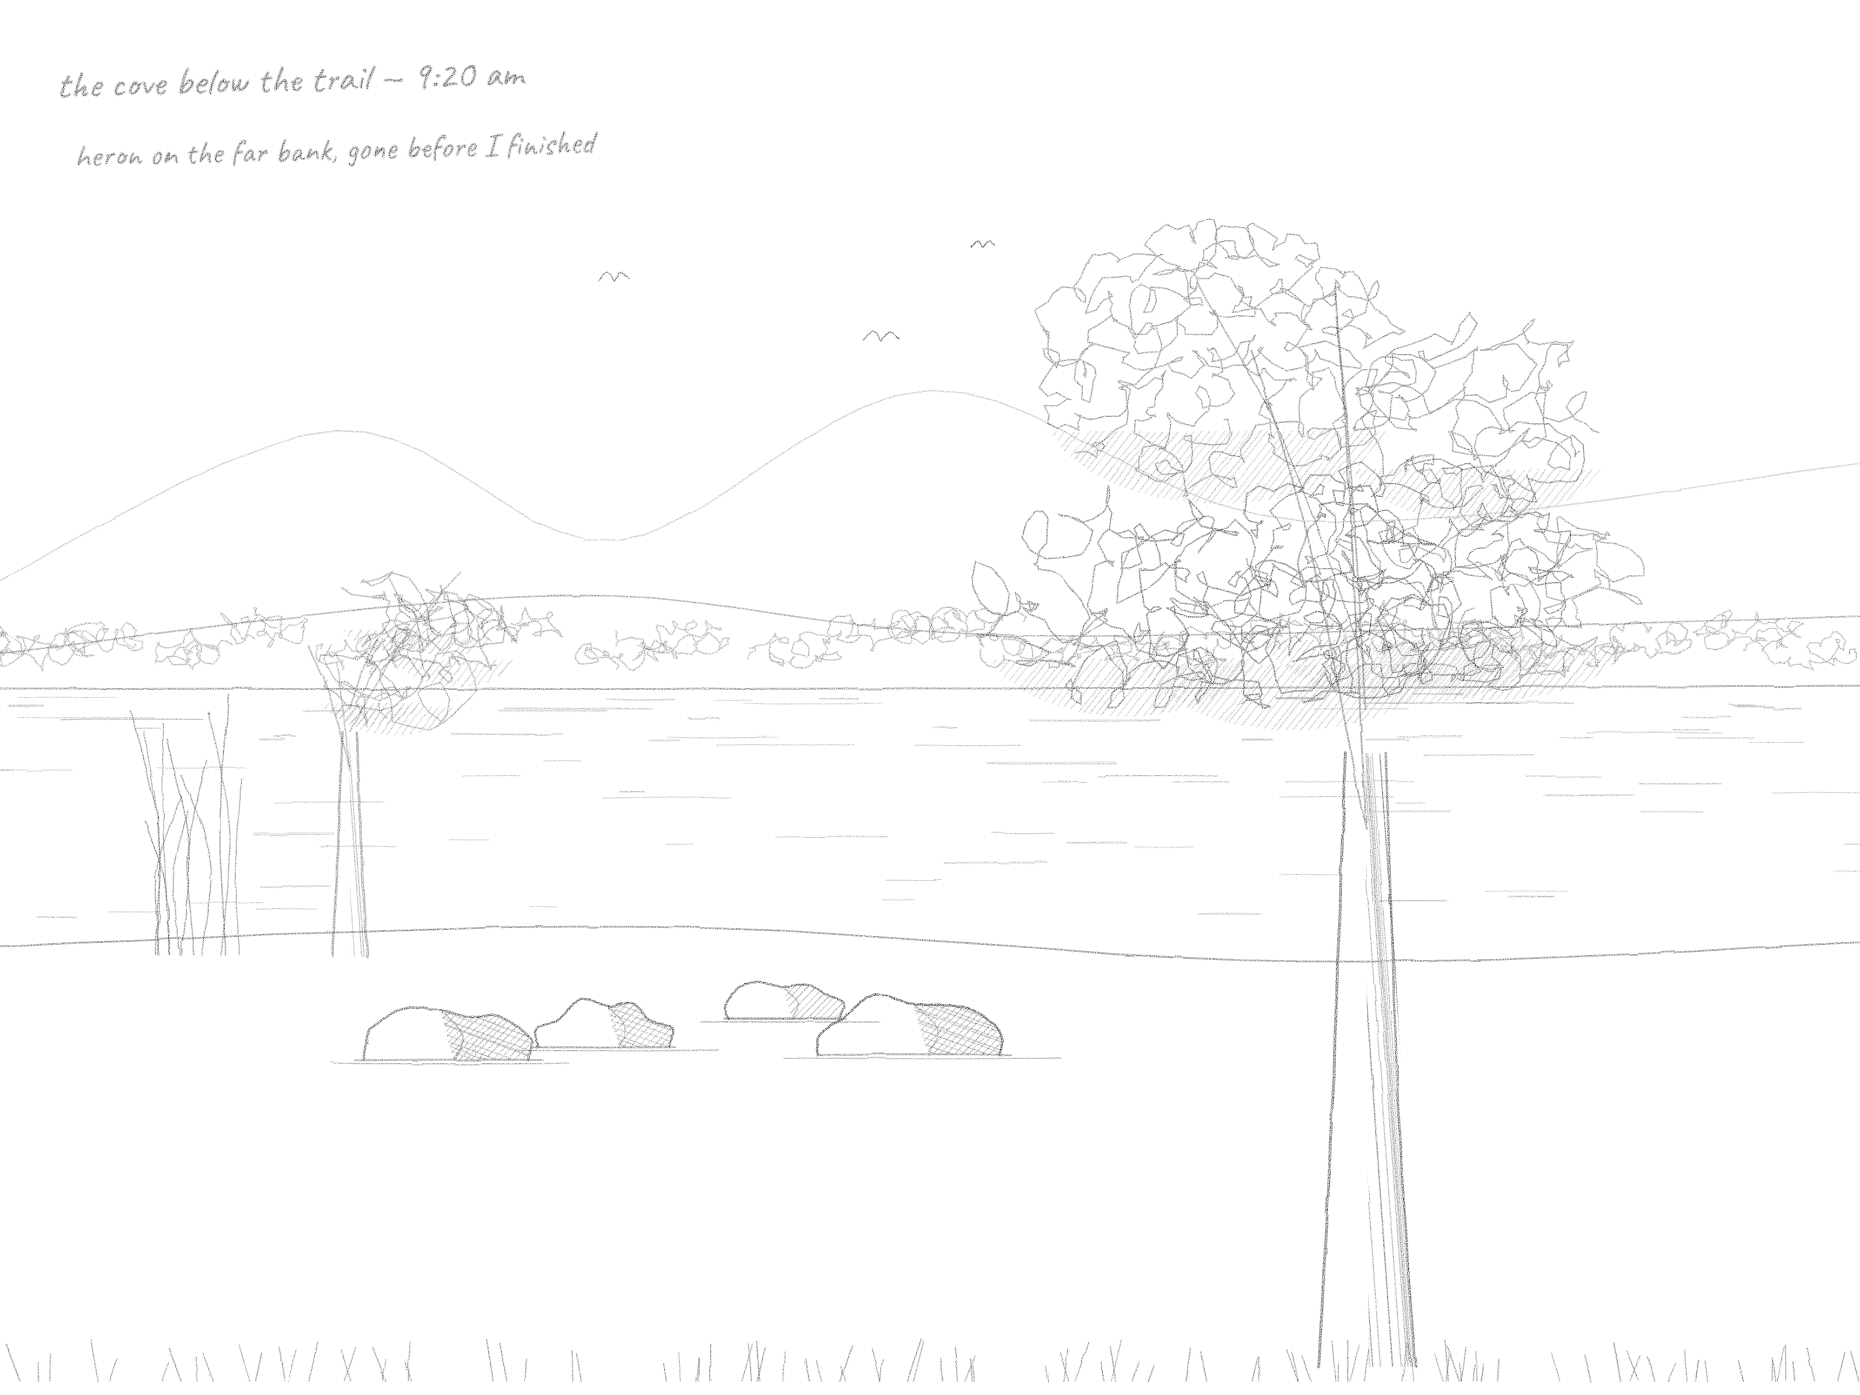 the cove below the trail – 9:20 am
heron on the far bank, gone before I finished